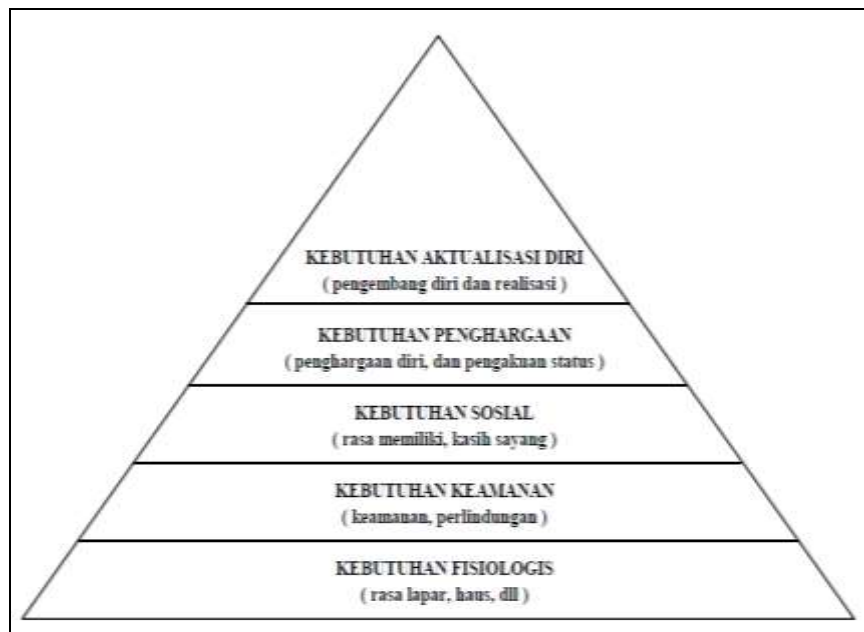 KEBUTUHAN AKTUALISASI DIRI
( pengembang diri dan realisasi )
KEBUTUHAN PENGHARGAAN
( penghargaan diri, dan pengakuan status )
KEBUTUHAN SOSIAL
( rasa memiliki, kasih sayang )
KEBUTUHAN KEAMANAN
( keamanan, perlindungan )
KEBUTUHAN FISIOLOGIS
( rasa lapar, haus, dll )